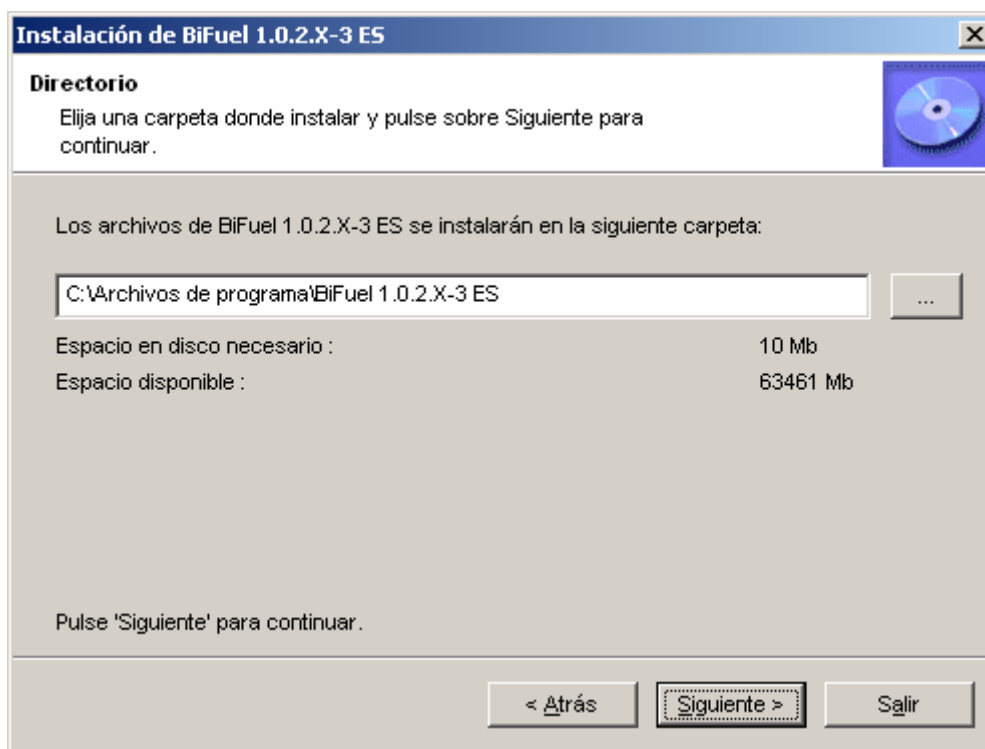 Instalación de BiFuel 1.0.2.X-3 ES
Directorio
Elija una carpeta donde instalar y pulse sobre Siguiente para
continuar.
Los archivos de BiFuel 1.0.2.X-3 ES se instalarán en la siguiente carpeta:
C:\Archivos de programa\BiFuel 1.0.2.X-3 ES
...
Espacio en disco necesario : 10 Mb
Espacio disponible : 63461 Mb
Pulse 'Siguiente' para continuar.
< Atrás Siguiente > Salir